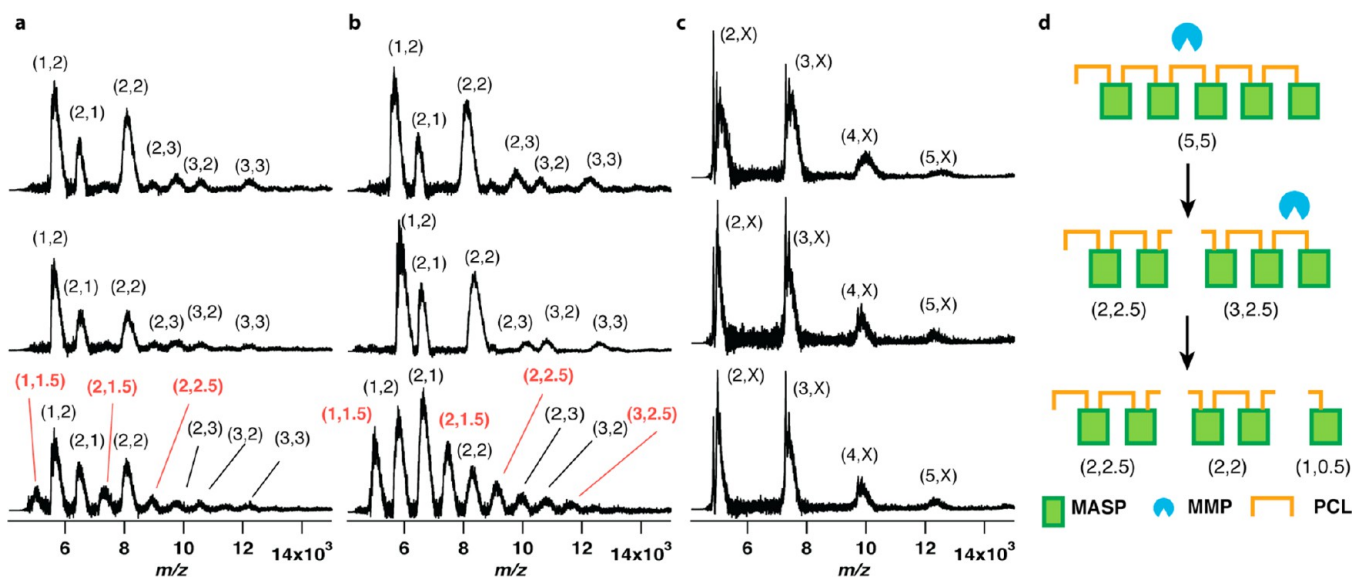 a
(1,2)
(2,1)
(2,2)
(2,3)
(3,2)
(3,3)
(1,2)
(2,1)
(2,2)
(2,3)
(3,2)
(3,3)
(1,1.5)
(1,2)
(2,1)
(2,1.5)
(2,2)
(2,2.5)
(2,3)
(3,2)
(3,3)
6 8 10 12 14x10³
m/z
b
(1,2)
(2,1)
(2,2)
(2,3)
(3,2)
(3,3)
(1,2)
(2,1)
(2,2)
(2,3)
(3,2)
(3,3)
(1,1.5)
(1,2)
(2,1)
(2,1.5)
(2,2)
(2,2.5)
(2,3)
(3,2)
(3,2.5)
6 8 10 12 14x10³
m/z
c
(2,X)
(3,X)
(4,X)
(5,X)
(2,X)
(3,X)
(4,X)
(5,X)
(2,X)
(3,X)
(4,X)
(5,X)
6 8 10 12 14x10³
m/z
d
(5,5)
(2,2.5) (3,2.5)
(2,2.5) (2,2) (1,0.5)
MASP MMP PCL